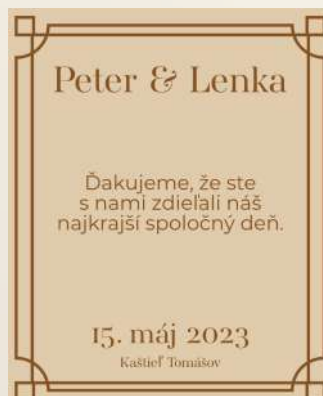 Peter & Lenka
Ďakujeme, že ste
s nami zdieľali náš
najkrajší spoločný deň.
15. máj 2023
Kaštieľ Tomášov